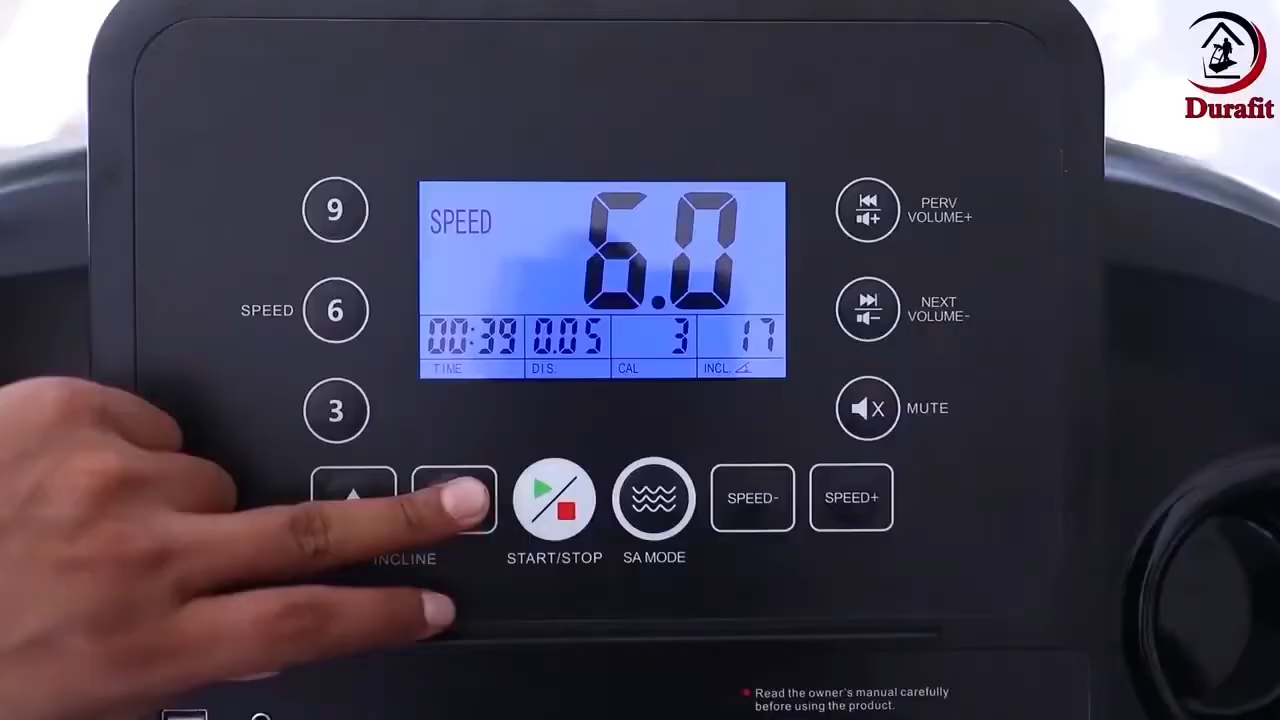 Durafit
9
SPEED
6
3
SPEED
6.0
00:39
0.05
3
17
TIME
DIS.
CAL
INCL.
PERV
VOLUME+
NEXT
VOLUME-
MUTE
INCLINE
START/STOP
SA MODE
SPEED-
SPEED+
Read the owner's manual carefully
before using the product.